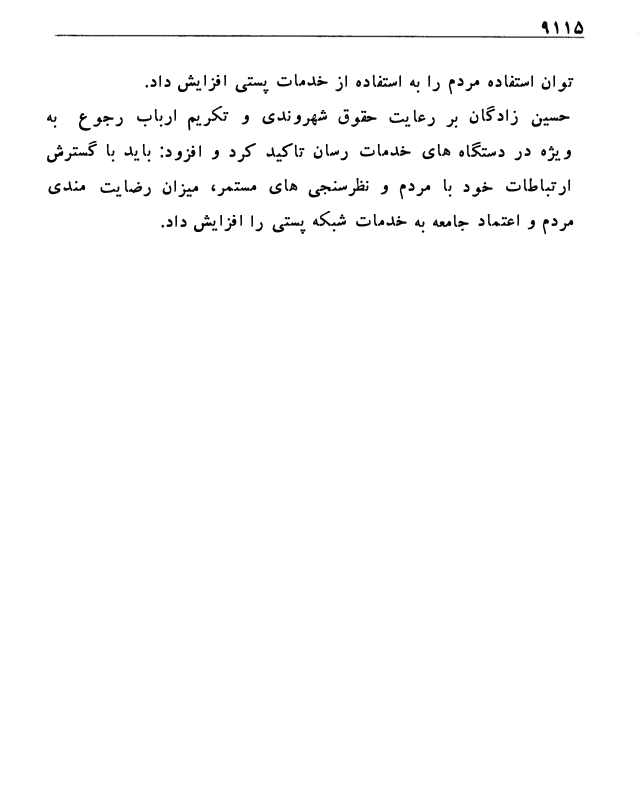 ۹۱۱۵
توان استفاده مردم را به استفاده از خدمات پستی افزایش داد.
حسین زادگان بر رعایت حقوق شهروندی و تکریم ارباب رجوع به
ویژه در دستگاه های خدمات رسان تاکید کرد و افزود: باید با گسترش
ارتباطات خود با مردم و نظرسنجی های مستمر، میزان رضایت مندی
مردم و اعتماد جامعه به خدمات شبکه پستی را افزایش داد.